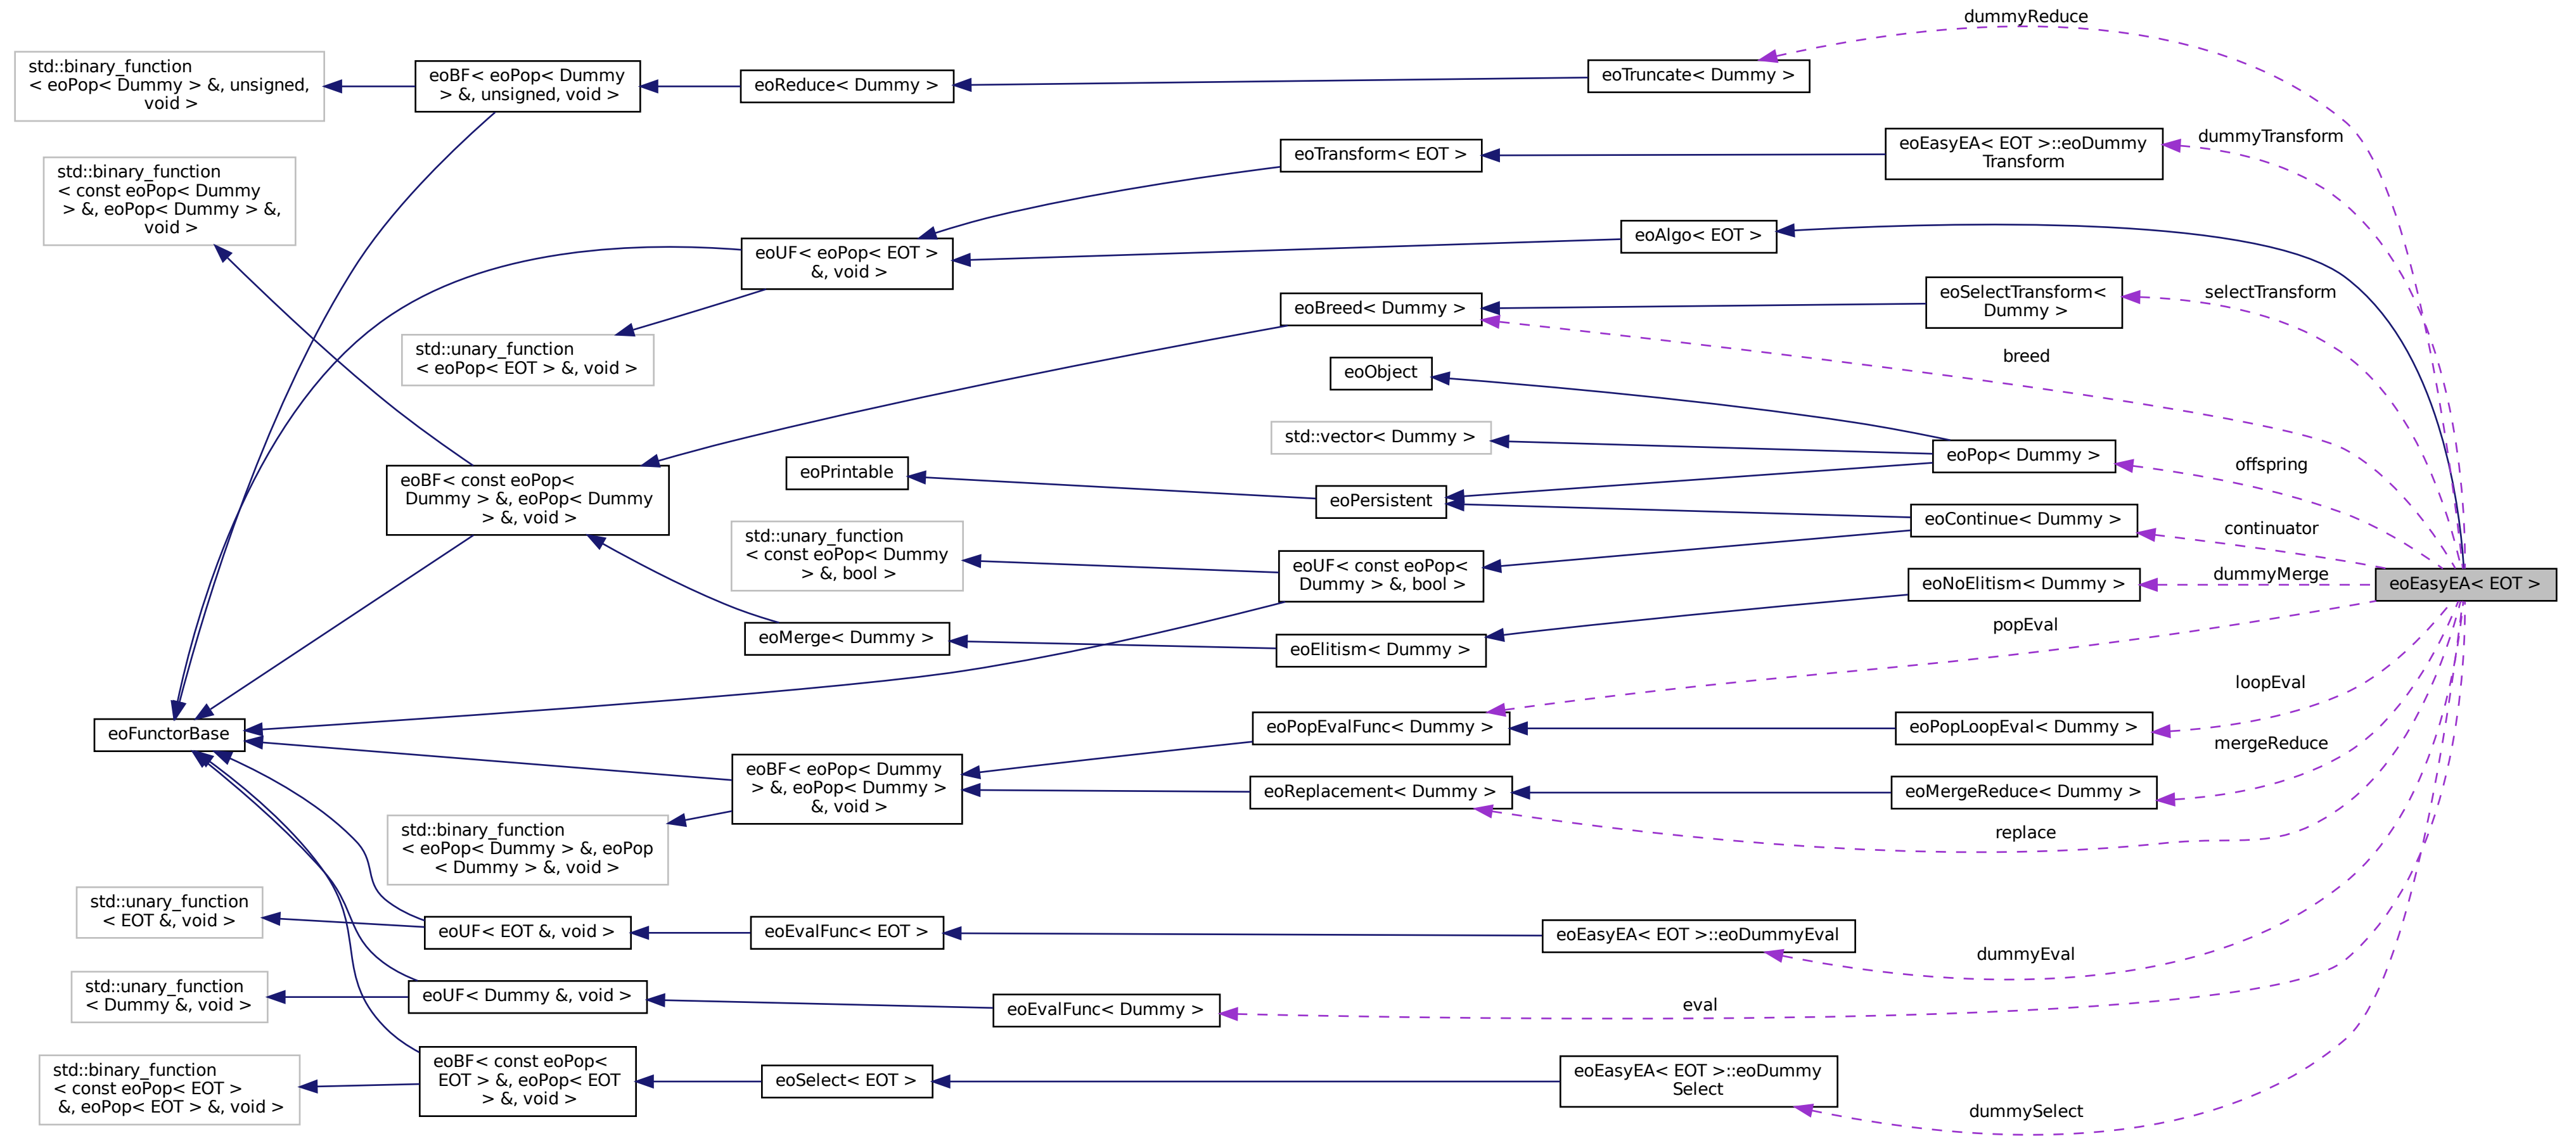 dummyReduce
std::binary_function
< eoPop< Dummy > &, unsigned,
void >
eoBF< eoPop< Dummy
> &, unsigned, void >
eoReduce< Dummy >
eoTruncate< Dummy >
dummyTransform
eoTransform< EOT >
eoEasyEA< EOT >::eoDummy
Transform
std::binary_function
< const eoPop< Dummy
> &, eoPop< Dummy > &,
void >
eoUF< eoPop< EOT >
&, void >
eoAlgo< EOT >
selectTransform
eoBreed< Dummy >
eoSelectTransform<
Dummy >
std::unary_function
< eoPop< EOT > &, void >
breed
eoObject
std::vector< Dummy >
eoPop< Dummy >
offspring
eoBF< const eoPop<
Dummy > &, eoPop< Dummy
> &, void >
eoPrintable
eoPersistent
eoContinue< Dummy >
continuator
std::unary_function
< const eoPop< Dummy
> &, bool >
eoUF< const eoPop<
Dummy > &, bool >
eoNoElitism< Dummy >
dummyMerge
eoEasyEA< EOT >
eoMerge< Dummy >
eoElitism< Dummy >
popEval
loopEval
eoFunctorBase
eoPopEvalFunc< Dummy >
eoPopLoopEval< Dummy >
mergeReduce
eoBF< eoPop< Dummy
> &, eoPop< Dummy >
&, void >
eoReplacement< Dummy >
eoMergeReduce< Dummy >
replace
std::binary_function
< eoPop< Dummy > &, eoPop
< Dummy > &, void >
std::unary_function
< EOT &, void >
eoUF< EOT &, void >
eoEvalFunc< EOT >
eoEasyEA< EOT >::eoDummyEval
dummyEval
std::unary_function
< Dummy &, void >
eoUF< Dummy &, void >
eoEvalFunc< Dummy >
eval
std::binary_function
< const eoPop< EOT >
&, eoPop< EOT > &, void >
eoBF< const eoPop<
EOT > &, eoPop< EOT
> &, void >
eoSelect< EOT >
eoEasyEA< EOT >::eoDummy
Select
dummySelect